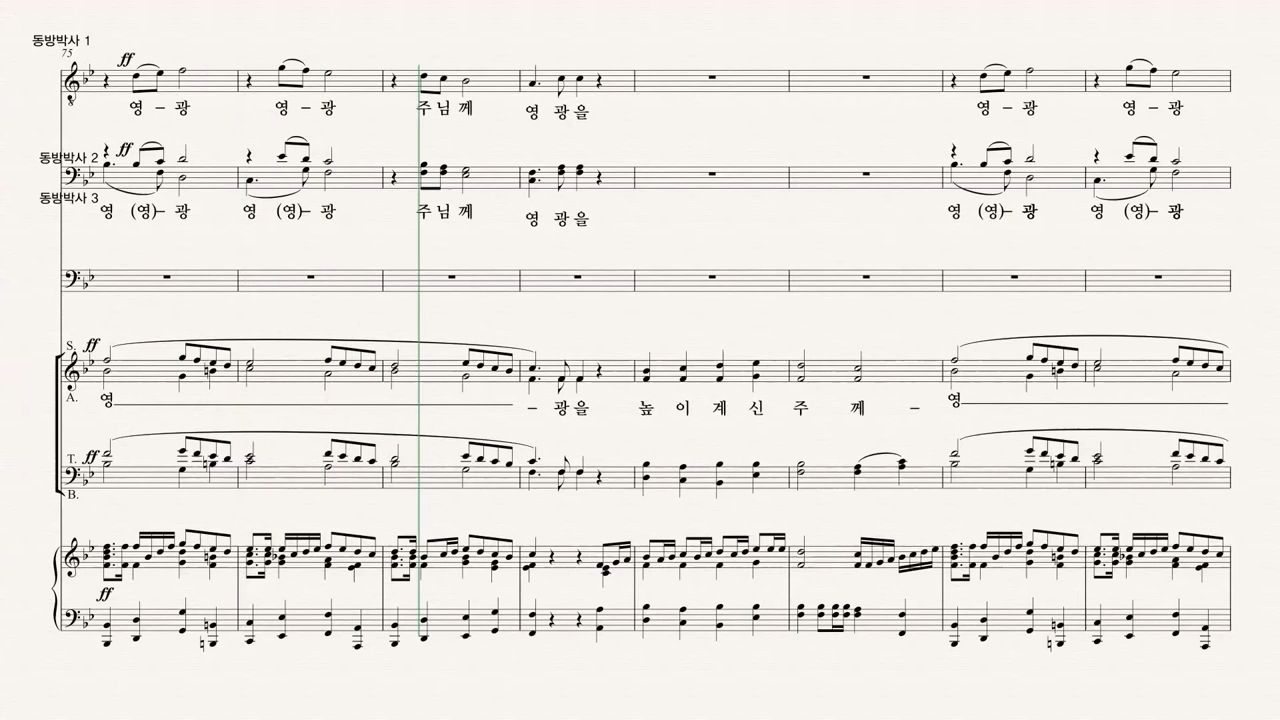 동방박사 1
75
ff
영 – 광 영 – 광 주 님 께 영 광 을 영 – 광 영 – 광
동방박사 2 ff
동방박사 3
영 (영)– 광 영 (영)– 광 주 님 께 영 광 을 영 (영)– 광 영 (영)– 광
S. ff
A.
영 – 광 을 높 이 계 신 주 께 – 영
T. ff
B.
ff